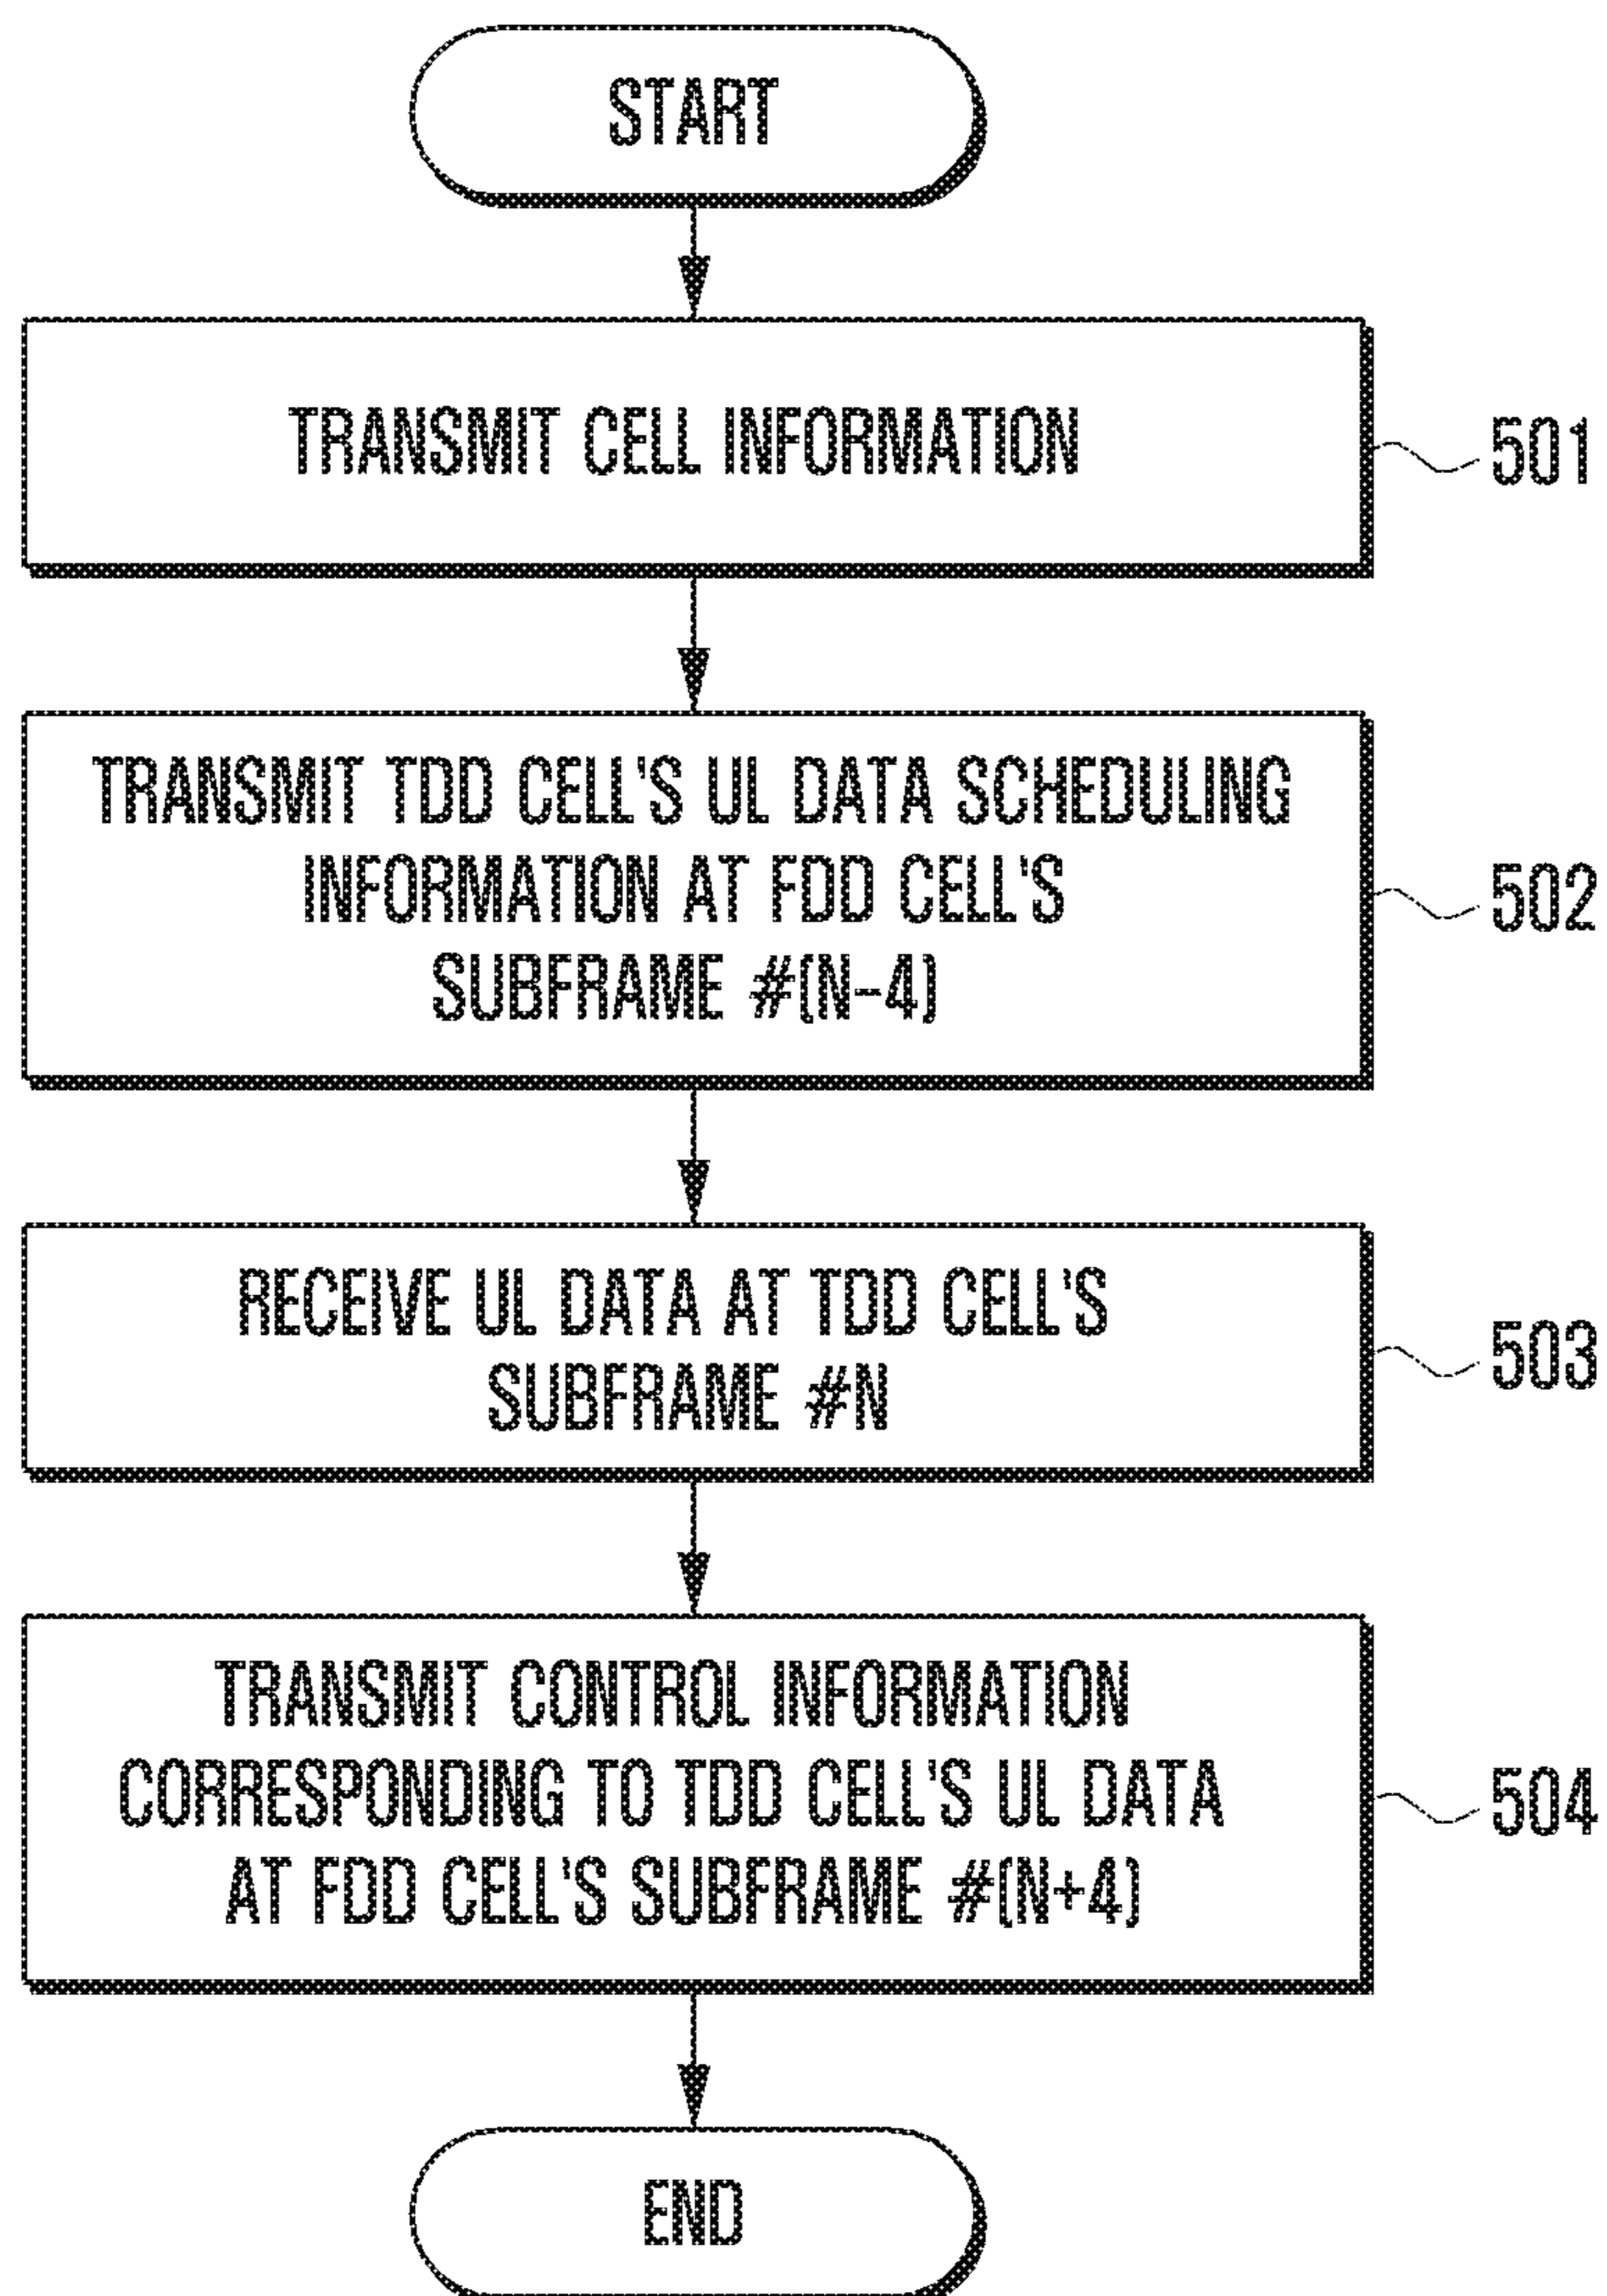 START
TRANSMIT CELL INFORMATION
501
TRANSMIT TDD CELL'S UL DATA SCHEDULING
INFORMATION AT FDD CELL'S
SUBFRAME #(N-4)
502
RECEIVE UL DATA AT TDD CELL'S
SUBFRAME #N
503
TRANSMIT CONTROL INFORMATION
CORRESPONDING TO TDD CELL'S UL DATA
AT FDD CELL'S SUBFRAME #(N+4)
504
END